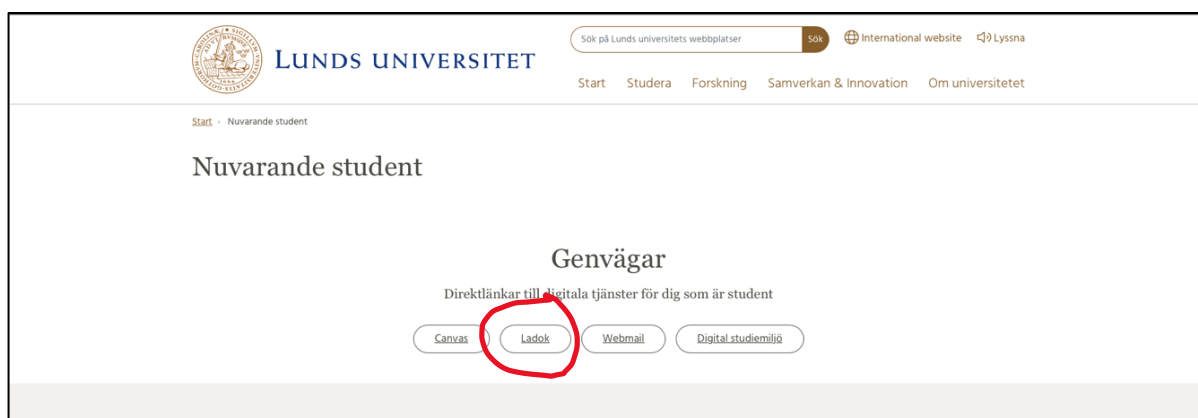 LUNDS UNIVERSITET
Sök på Lunds universitets webbplatser
Sök
International website
Lyssna
Start Studera Forskning Samverkan & Innovation Om universitetet
Start › Nuvarande student
Nuvarande student
Genvägar
Direktlänkar till digitala tjänster för dig som är student
Canvas Ladok Webmail Digital studiemiljö